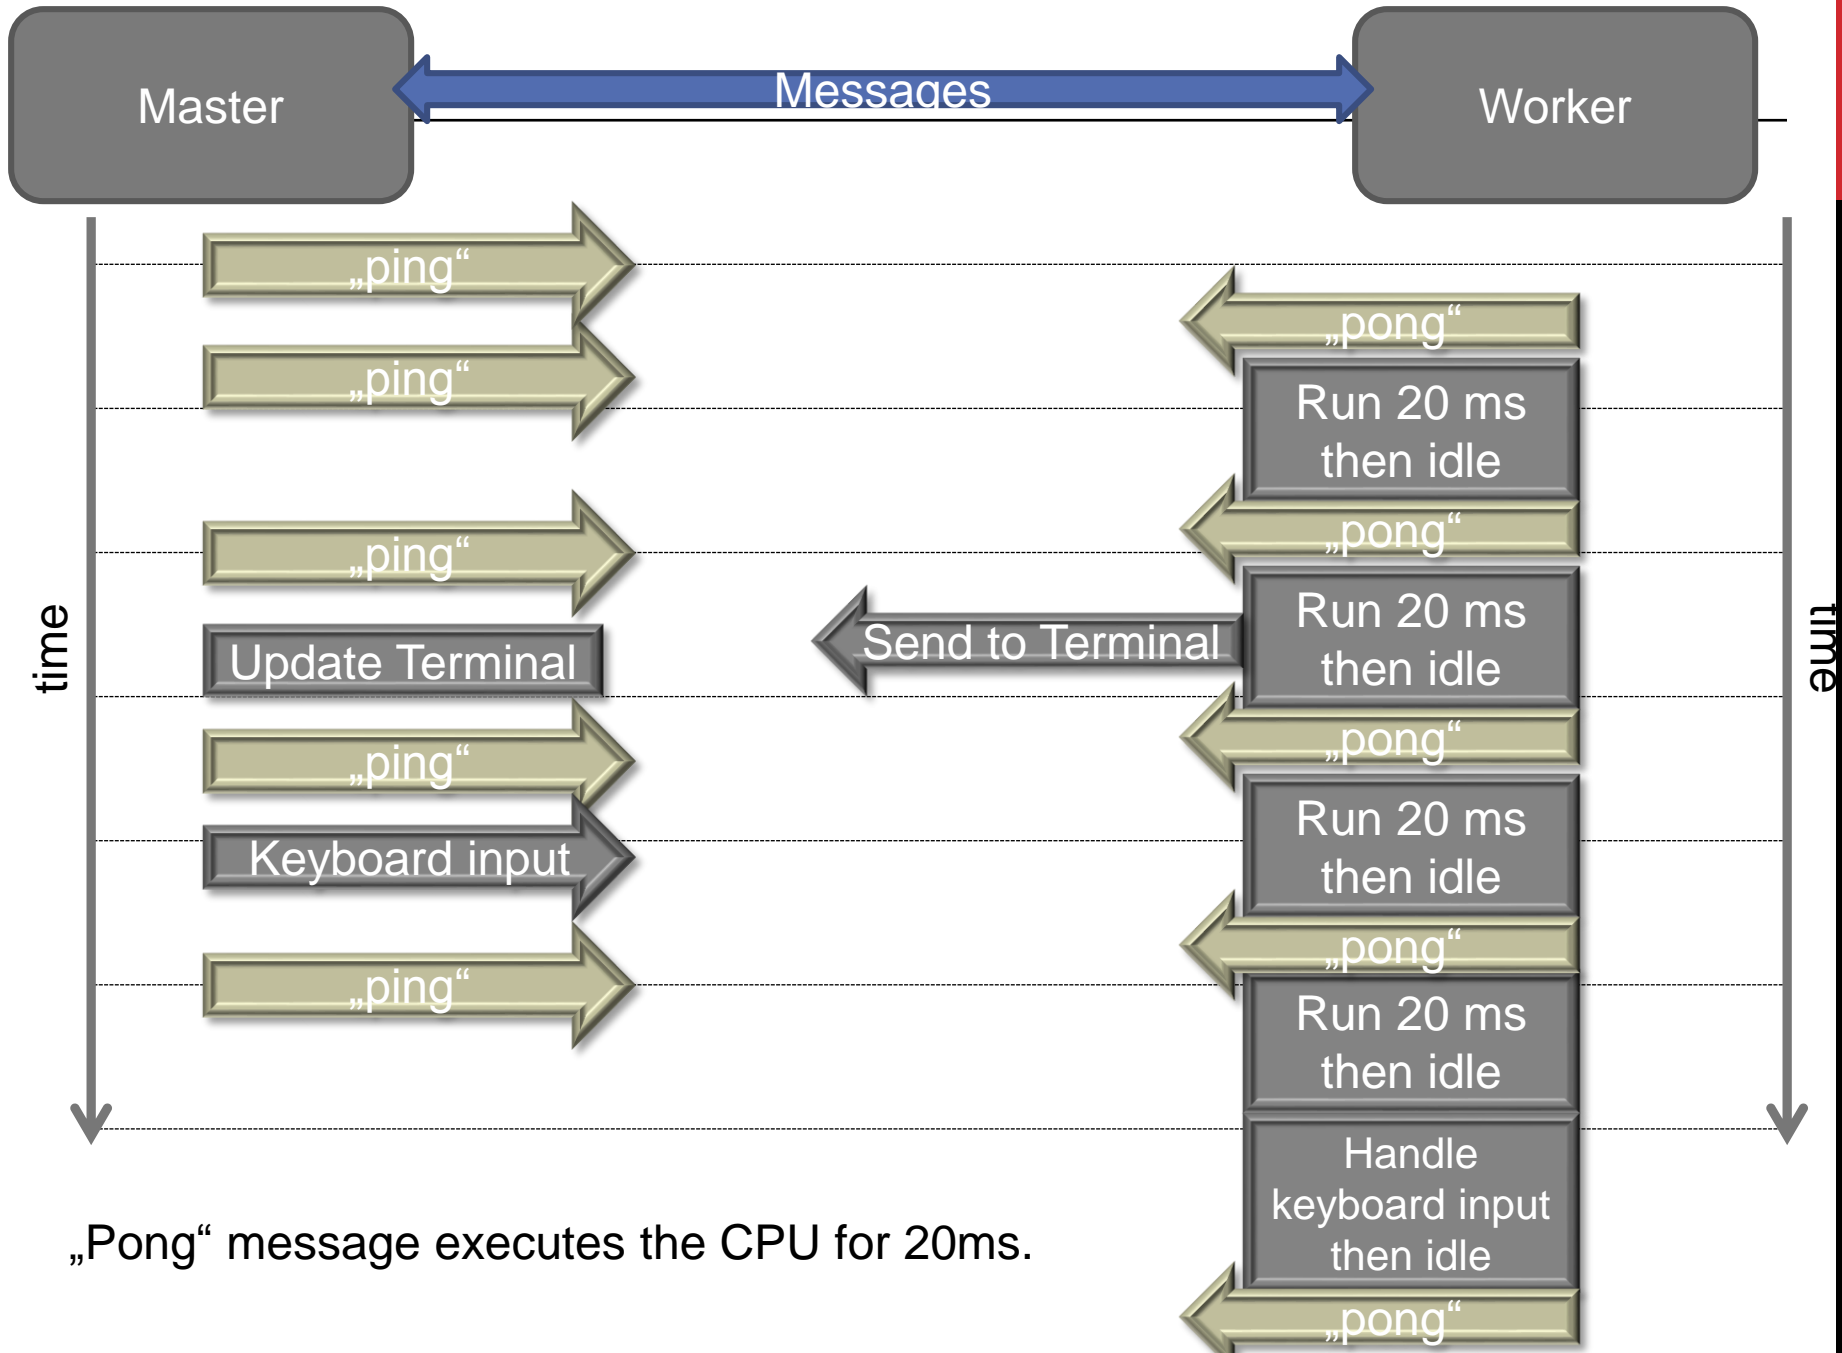 Master
Messages
Worker
„ping“
„pong“
„ping“
Run 20 ms
then idle
„pong“
„ping“
Run 20 ms
then idle
Send to Terminal
Update Terminal
time
time
„pong“
„ping“
Run 20 ms
then idle
Keyboard input
„pong“
„ping“
Run 20 ms
then idle
Handle
keyboard input
then idle
„Pong“ message executes the CPU for 20ms.
„pong“